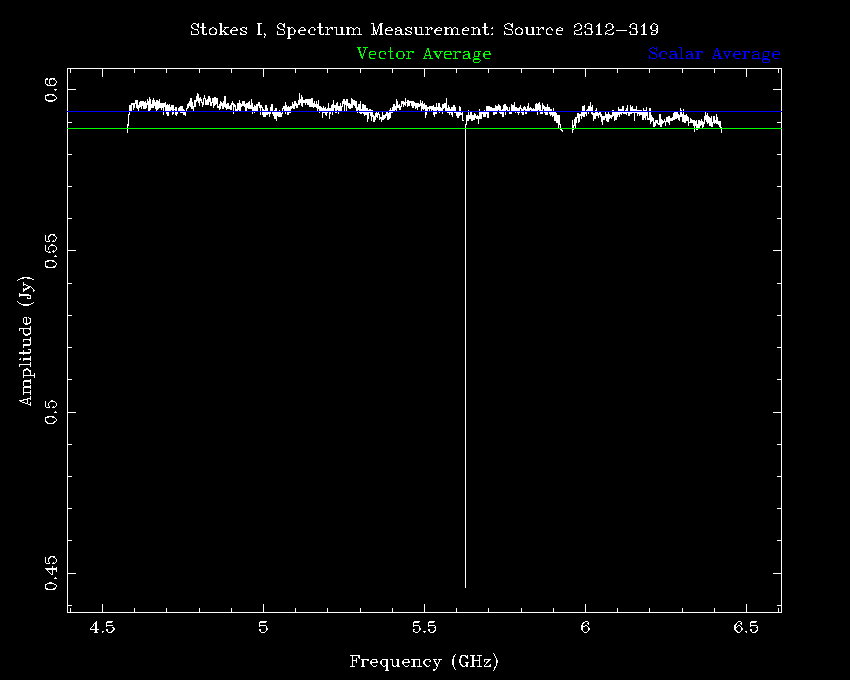 Stokes I, Spectrum Measurement: Source 2312-319
Vector Average
Scalar Average
0.6
0.55
0.5
0.45
Amplitude (Jy)
4.5
5
5.5
6
6.5
Frequency (GHz)